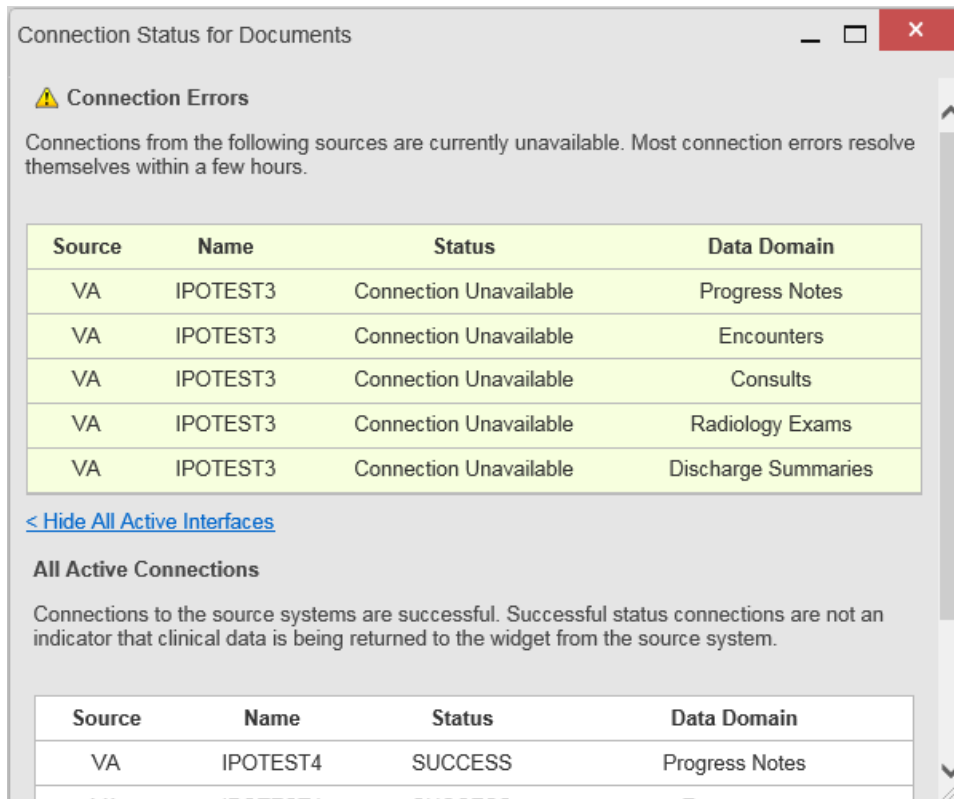 Connection Status for Documents
Connection Errors
Connections from the following sources are currently unavailable. Most connection errors resolve
themselves within a few hours.
Source Name Status Data Domain
VA IPOTEST3 Connection Unavailable Progress Notes
VA IPOTEST3 Connection Unavailable Encounters
VA IPOTEST3 Connection Unavailable Consults
VA IPOTEST3 Connection Unavailable Radiology Exams
VA IPOTEST3 Connection Unavailable Discharge Summaries
< Hide All Active Interfaces
All Active Connections
Connections to the source systems are successful. Successful status connections are not an
indicator that clinical data is being returned to the widget from the source system.
Source Name Status Data Domain
VA IPOTEST4 SUCCESS Progress Notes